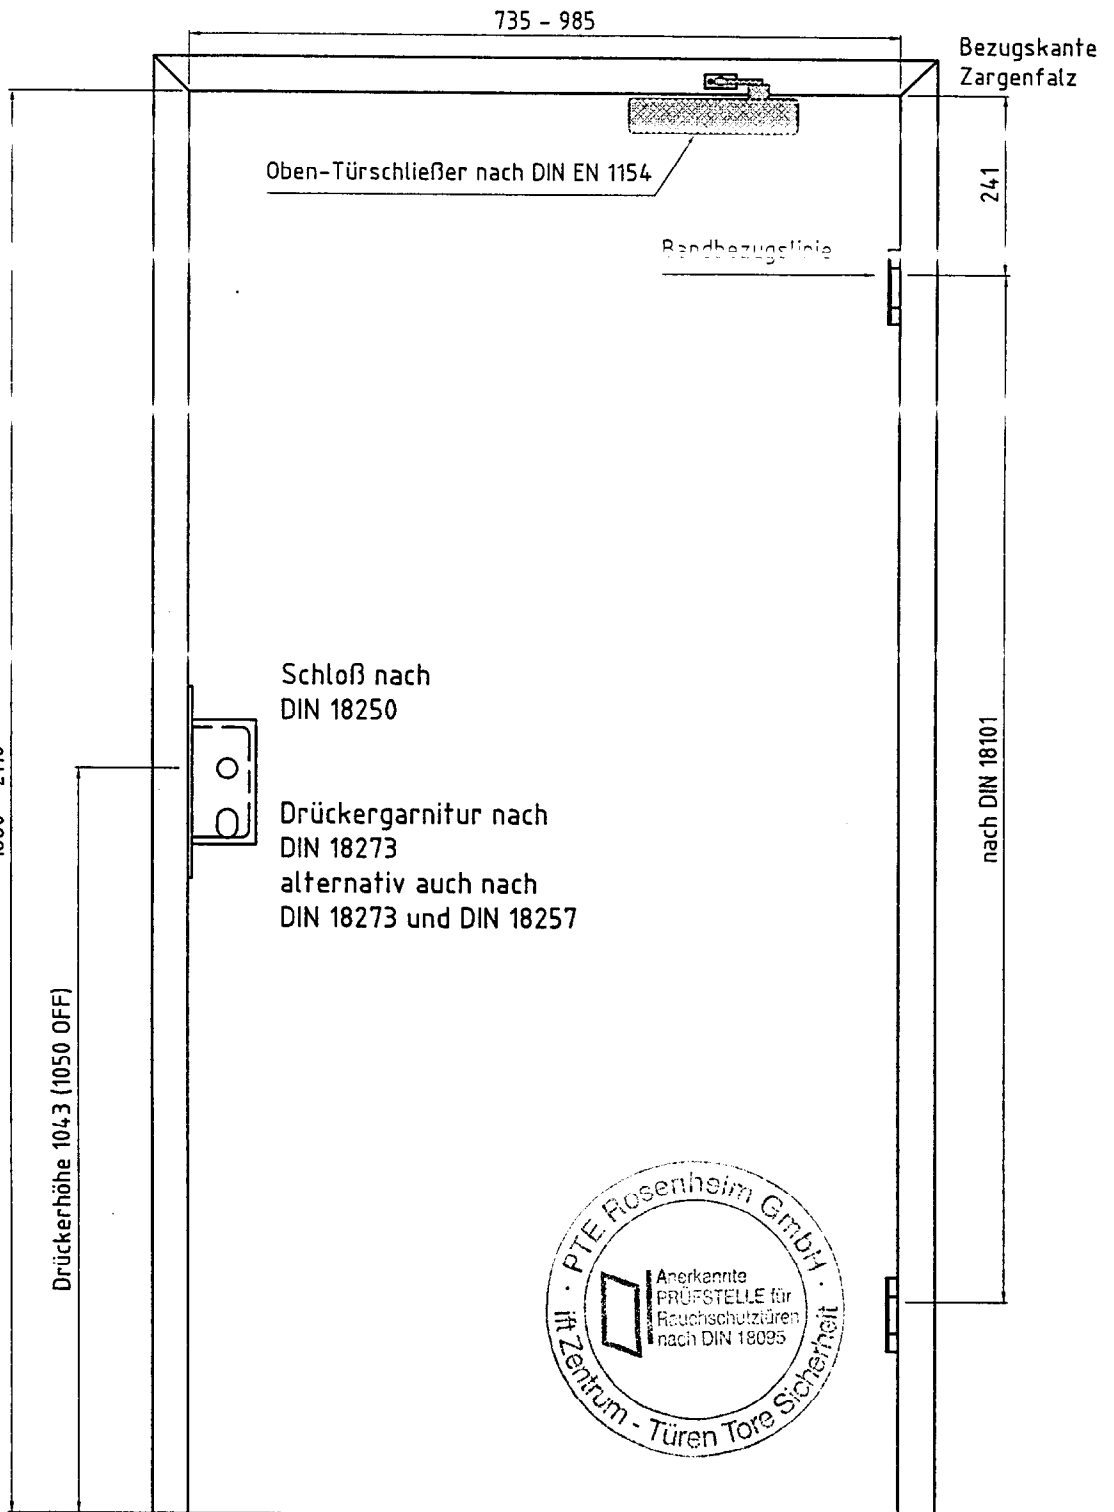 735 - 985
Bezugskante
Zargenfalz
Oben-Türschließer nach DIN EN 1154
241
Bandbezugslinie
Schloß nach
DIN 18250
Drückergarnitur nach
DIN 18273
alternativ auch nach
DIN 18273 und DIN 18257
nach DIN 18101
Drückerhöhe 1043 (1050 OFF)
· PTE Rosenheim GmbH ·
ift Zentrum - Türen Tore Sicherheit
Anerkannte
PRÜFSTELLE für
Rauchschutztüren
nach DIN 18095